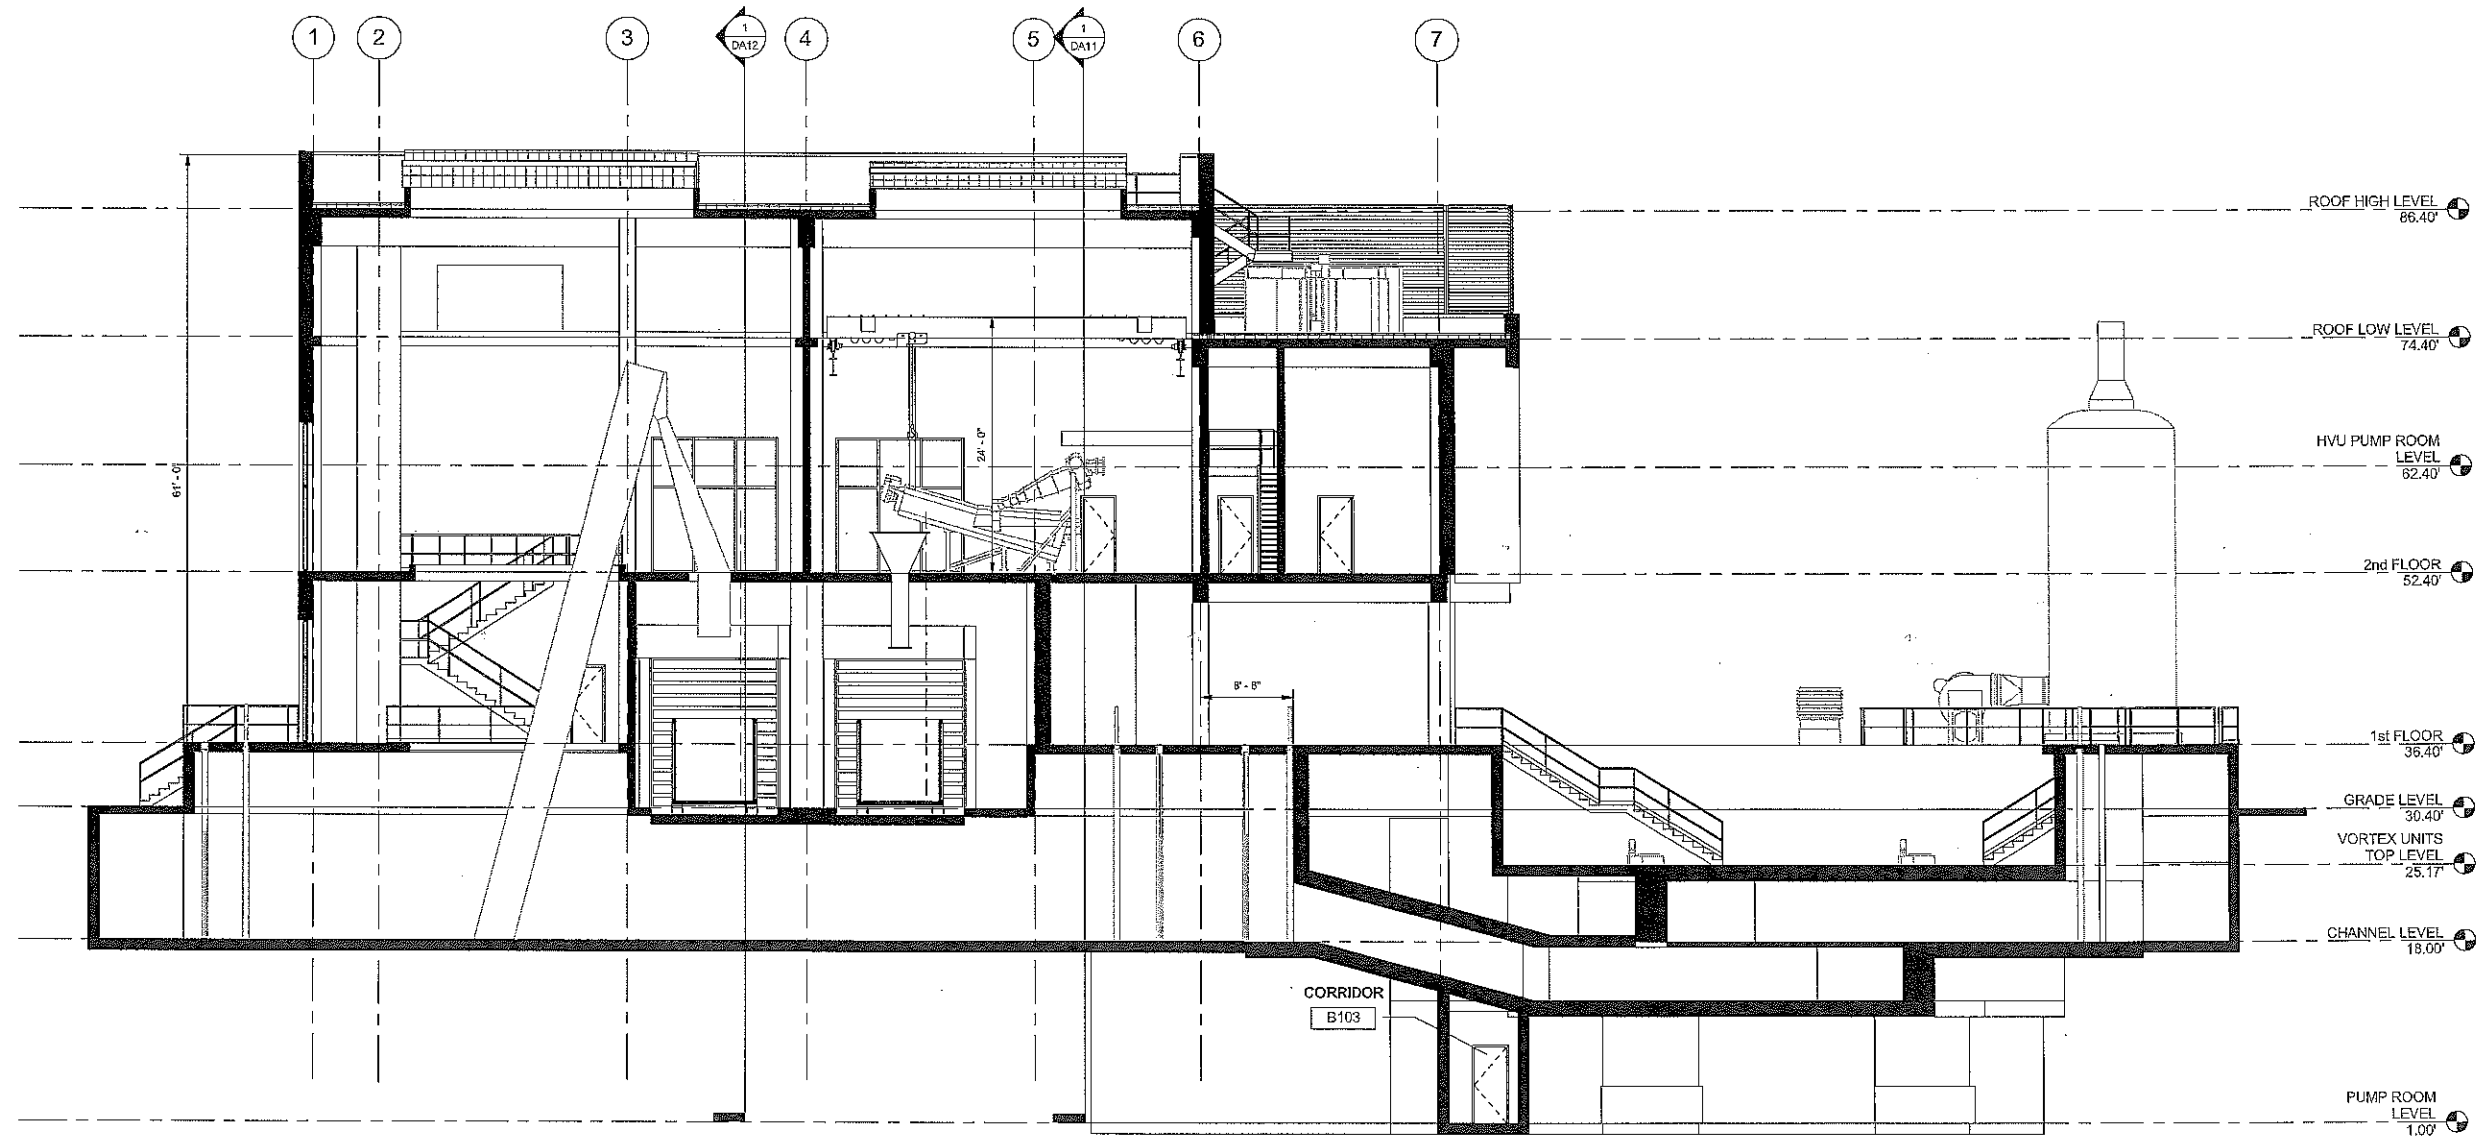 1
2
3
1
DA12
4
5
1
DA11
6
7
ROOF HIGH LEVEL
86.40'
ROOF LOW LEVEL
74.40'
HVU PUMP ROOM
LEVEL
62.40'
61' - 0"
24' - 0"
2nd FLOOR
52.40'
1st FLOOR
36.40'
GRADE LEVEL
30.40'
VORTEX UNITS
TOP LEVEL
25.17'
CHANNEL LEVEL
18.00'
CORRIDOR
B103
PUMP ROOM
LEVEL
1.00'